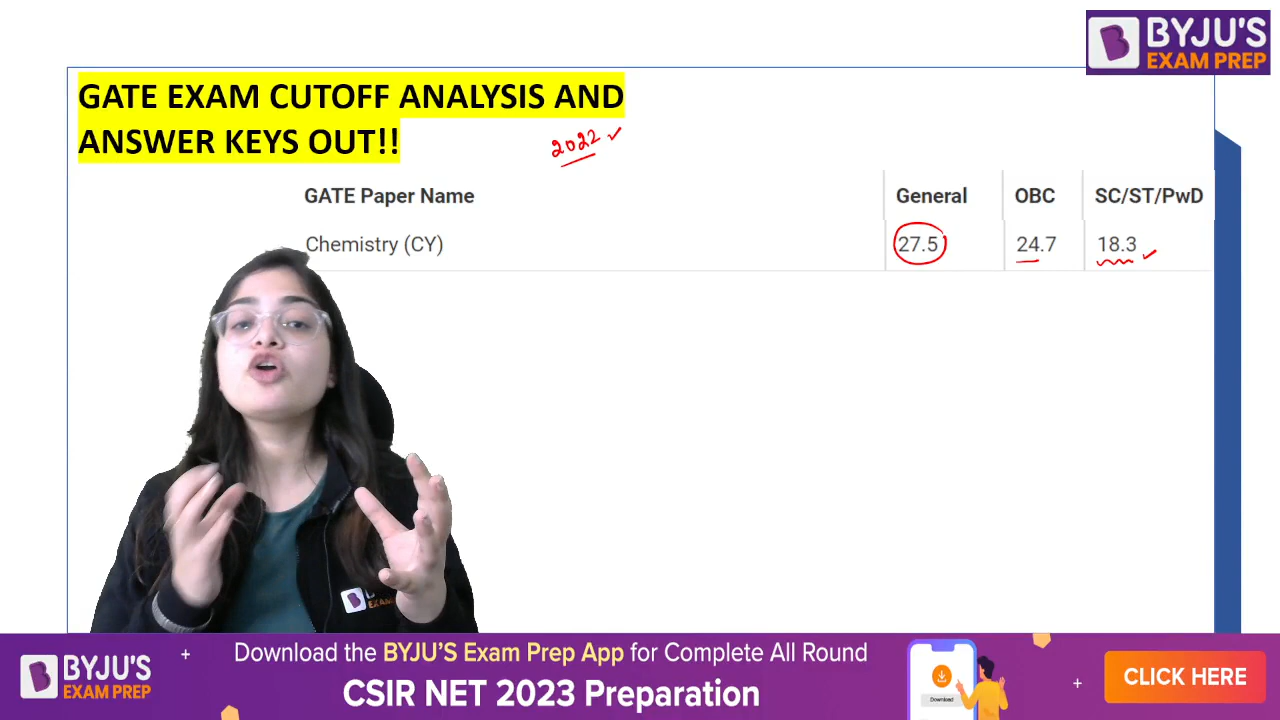 BYJU'S
EXAM PREP
GATE EXAM CUTOFF ANALYSIS AND
ANSWER KEYS OUT!!
2022
GATE Paper Name General OBC SC/ST/PwD
Chemistry (CY) 27.5 24.7 18.3
BYJU'S
EXAM PREP
Download the BYJU'S Exam Prep App for Complete All Round
CSIR NET 2023 Preparation
Download
CLICK HERE